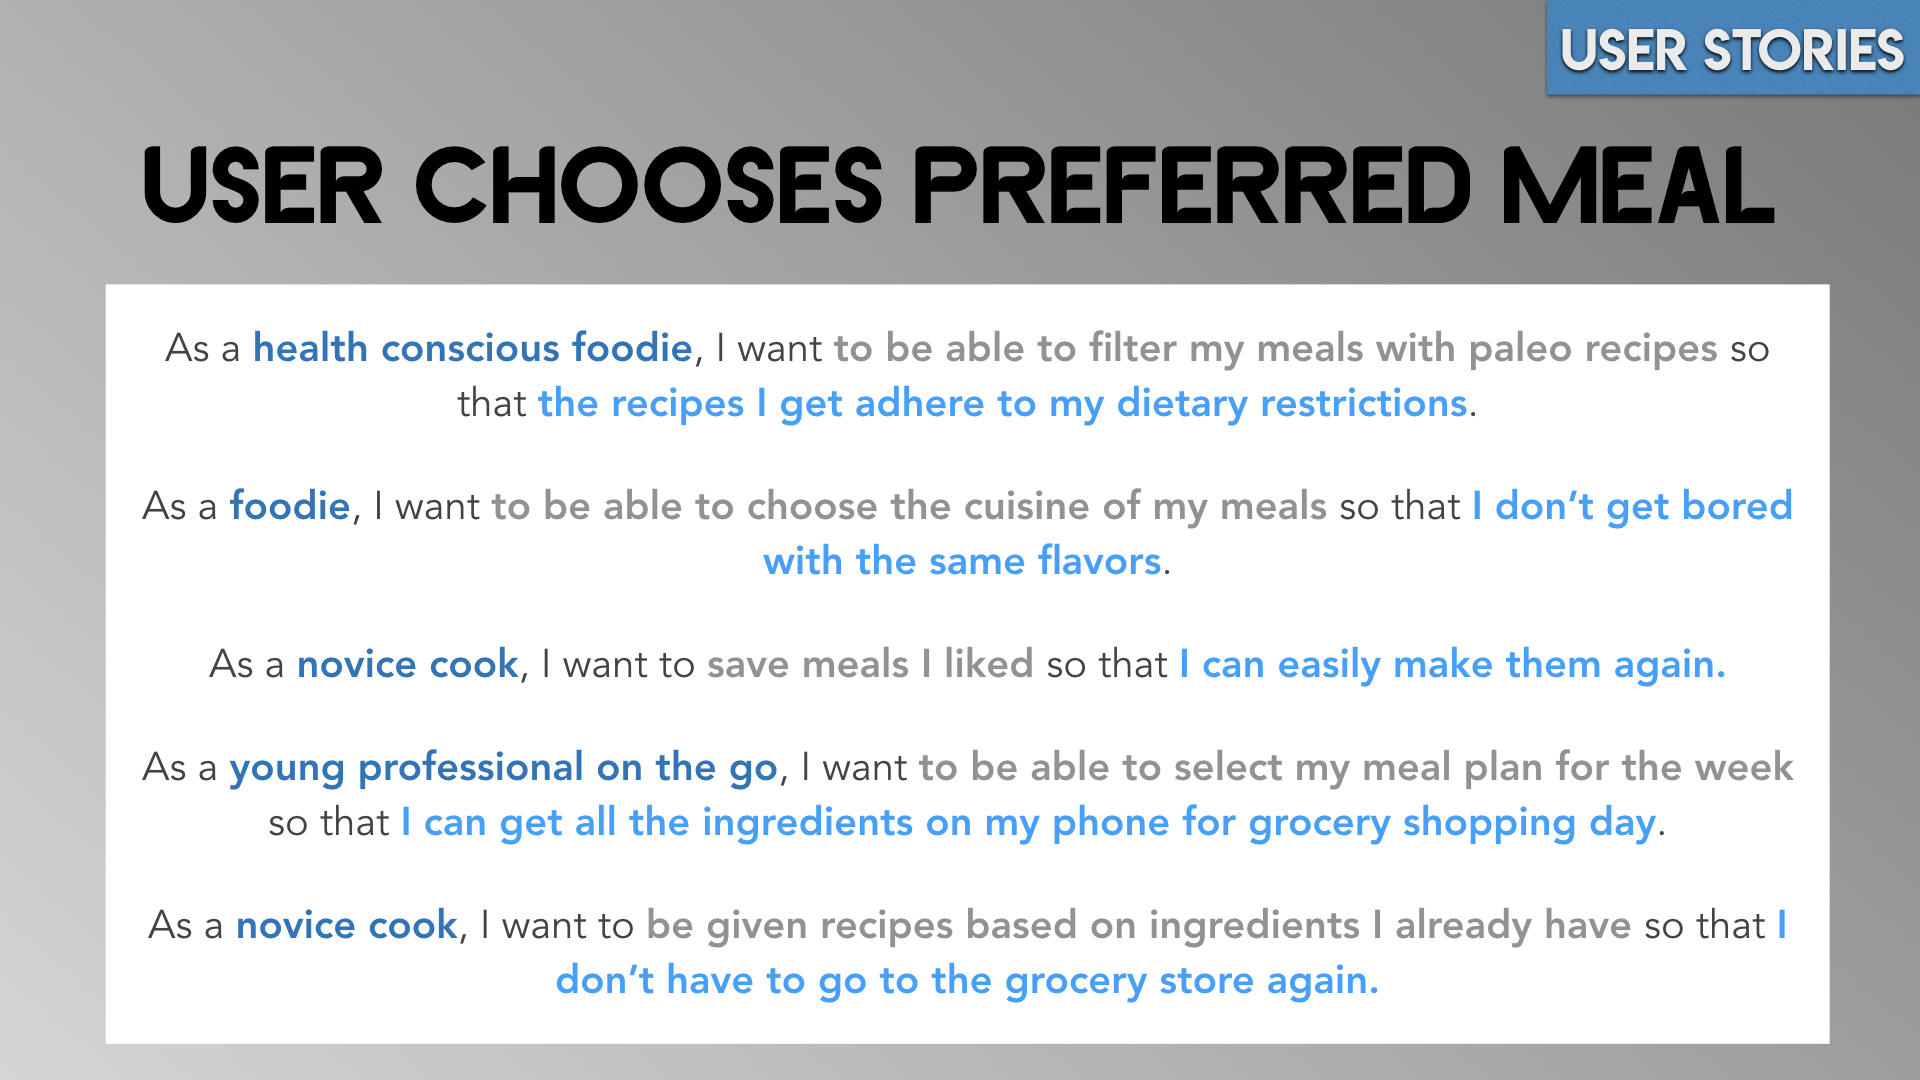 USER STORIES
USER CHOOSES PREFERRED MEAL
As a health conscious foodie, I want to be able to filter my meals with paleo recipes so
that the recipes I get adhere to my dietary restrictions.
As a foodie, I want to be able to choose the cuisine of my meals so that I don’t get bored
with the same flavors.
As a novice cook, I want to save meals I liked so that I can easily make them again.
As a young professional on the go, I want to be able to select my meal plan for the week
so that I can get all the ingredients on my phone for grocery shopping day.
As a novice cook, I want to be given recipes based on ingredients I already have so that I
don’t have to go to the grocery store again.